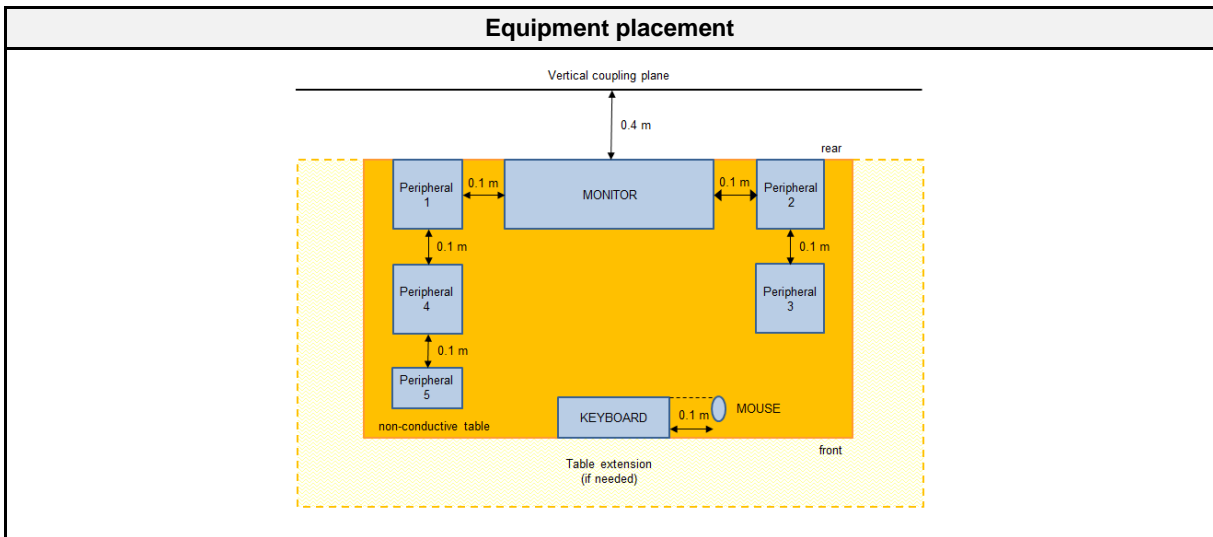 Equipment placement
Vertical coupling plane
0.4 m
rear
Peripheral
1
0.1 m
MONITOR
0.1 m
Peripheral
2
0.1 m
0.1 m
Peripheral
4
Peripheral
3
0.1 m
Peripheral
5
KEYBOARD
0.1 m
MOUSE
non-conductive table
front
Table extension
(if needed)